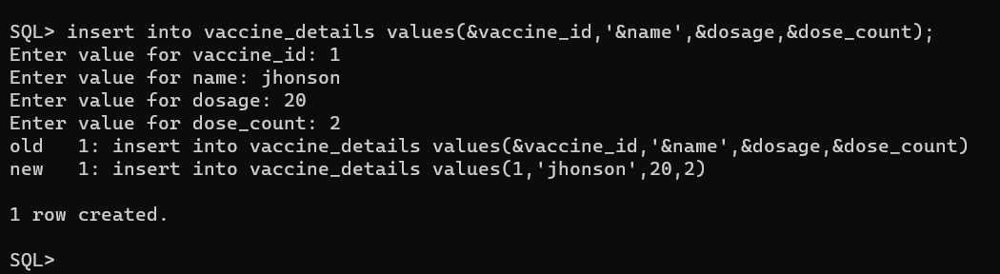 SQL> insert into vaccine_details values(&vaccine_id,'&name',&dosage,&dose_count);
Enter value for vaccine_id: 1
Enter value for name: jhonson
Enter value for dosage: 20
Enter value for dose_count: 2
old   1: insert into vaccine_details values(&vaccine_id,'&name',&dosage,&dose_count)
new   1: insert into vaccine_details values(1,'jhonson',20,2)
1 row created.
SQL>